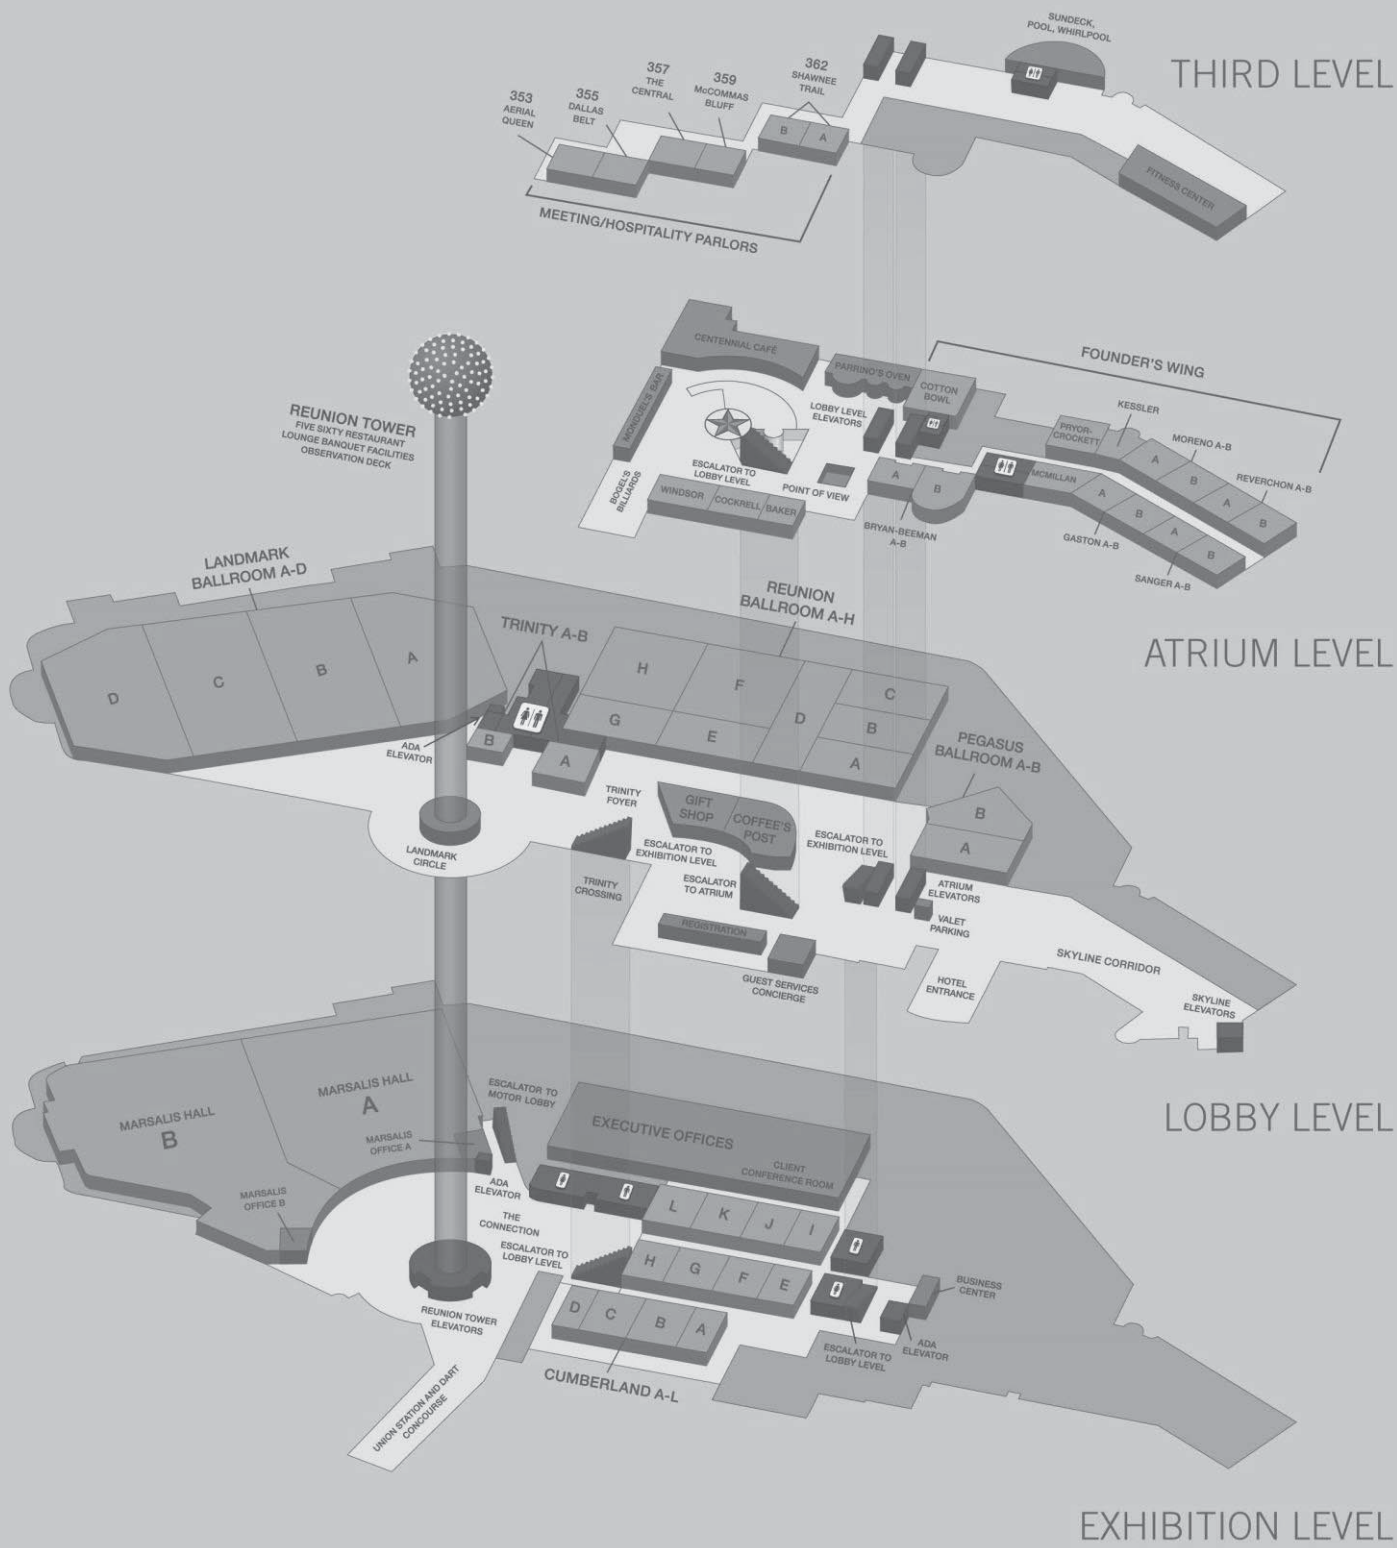 SUNDECK,
POOL, WHIRLPOOL
THIRD LEVEL
362
SHAWNEE
TRAIL
357
THE
CENTRAL
359
McCOMMAS
BLUFF
353
AERIAL
QUEEN
355
DALLAS
BELT
B
A
FITNESS CENTER
MEETING/HOSPITALITY PARLORS
CENTENNIAL CAFÉ
PARRINO'S OVEN
COTTON
BOWL
FOUNDER'S WING
MONDUEL'S BAR
LOBBY LEVEL
ELEVATORS
KESSLER
PRYOR-
CROCKETT
MORENO A-B
A
B
REVERCHON A-B
A
B
REUNION TOWER
FIVE SIXTY RESTAURANT
LOUNGE BANQUET FACILITIES
OBSERVATION DECK
ESCALATOR TO
LOBBY LEVEL
BOGEL'S
BILLIARDS
POINT OF VIEW
WINDSOR
COCKRELL
BAKER
A
B
BRYAN-BEEMAN
A-B
MCMILLAN
A
B
A
B
GASTON A-B
SANGER A-B
ATRIUM LEVEL
LANDMARK
BALLROOM A-D
REUNION
BALLROOM A-H
TRINITY A-B
D
C
B
A
H
F
C
G
E
D
B
A
ADA
ELEVATOR
B
A
PEGASUS
BALLROOM A-B
B
A
TRINITY
FOYER
GIFT
SHOP
COFFEE'S
POST
LANDMARK
CIRCLE
ESCALATOR TO
EXHIBITION LEVEL
ESCALATOR TO
EXHIBITION LEVEL
TRINITY
CROSSING
ESCALATOR
TO ATRIUM
ATRIUM
ELEVATORS
VALET
PARKING
REGISTRATION
GUEST SERVICES
CONCIERGE
HOTEL
ENTRANCE
SKYLINE CORRIDOR
SKYLINE
ELEVATORS
LOBBY LEVEL
MARSALIS HALL
B
MARSALIS HALL
A
ESCALATOR TO
MOTOR LOBBY
MARSALIS
OFFICE A
MARSALIS
OFFICE B
ADA
ELEVATOR
EXECUTIVE OFFICES
CLIENT
CONFERENCE ROOM
THE
CONNECTION
ESCALATOR TO
LOBBY LEVEL
L
K
J
I
H
G
F
E
D
C
B
A
BUSINESS
CENTER
ADA
ELEVATOR
ESCALATOR TO
LOBBY LEVEL
REUNION TOWER
ELEVATORS
CUMBERLAND A-L
UNION STATION AND DART
CONCOURSE
EXHIBITION LEVEL